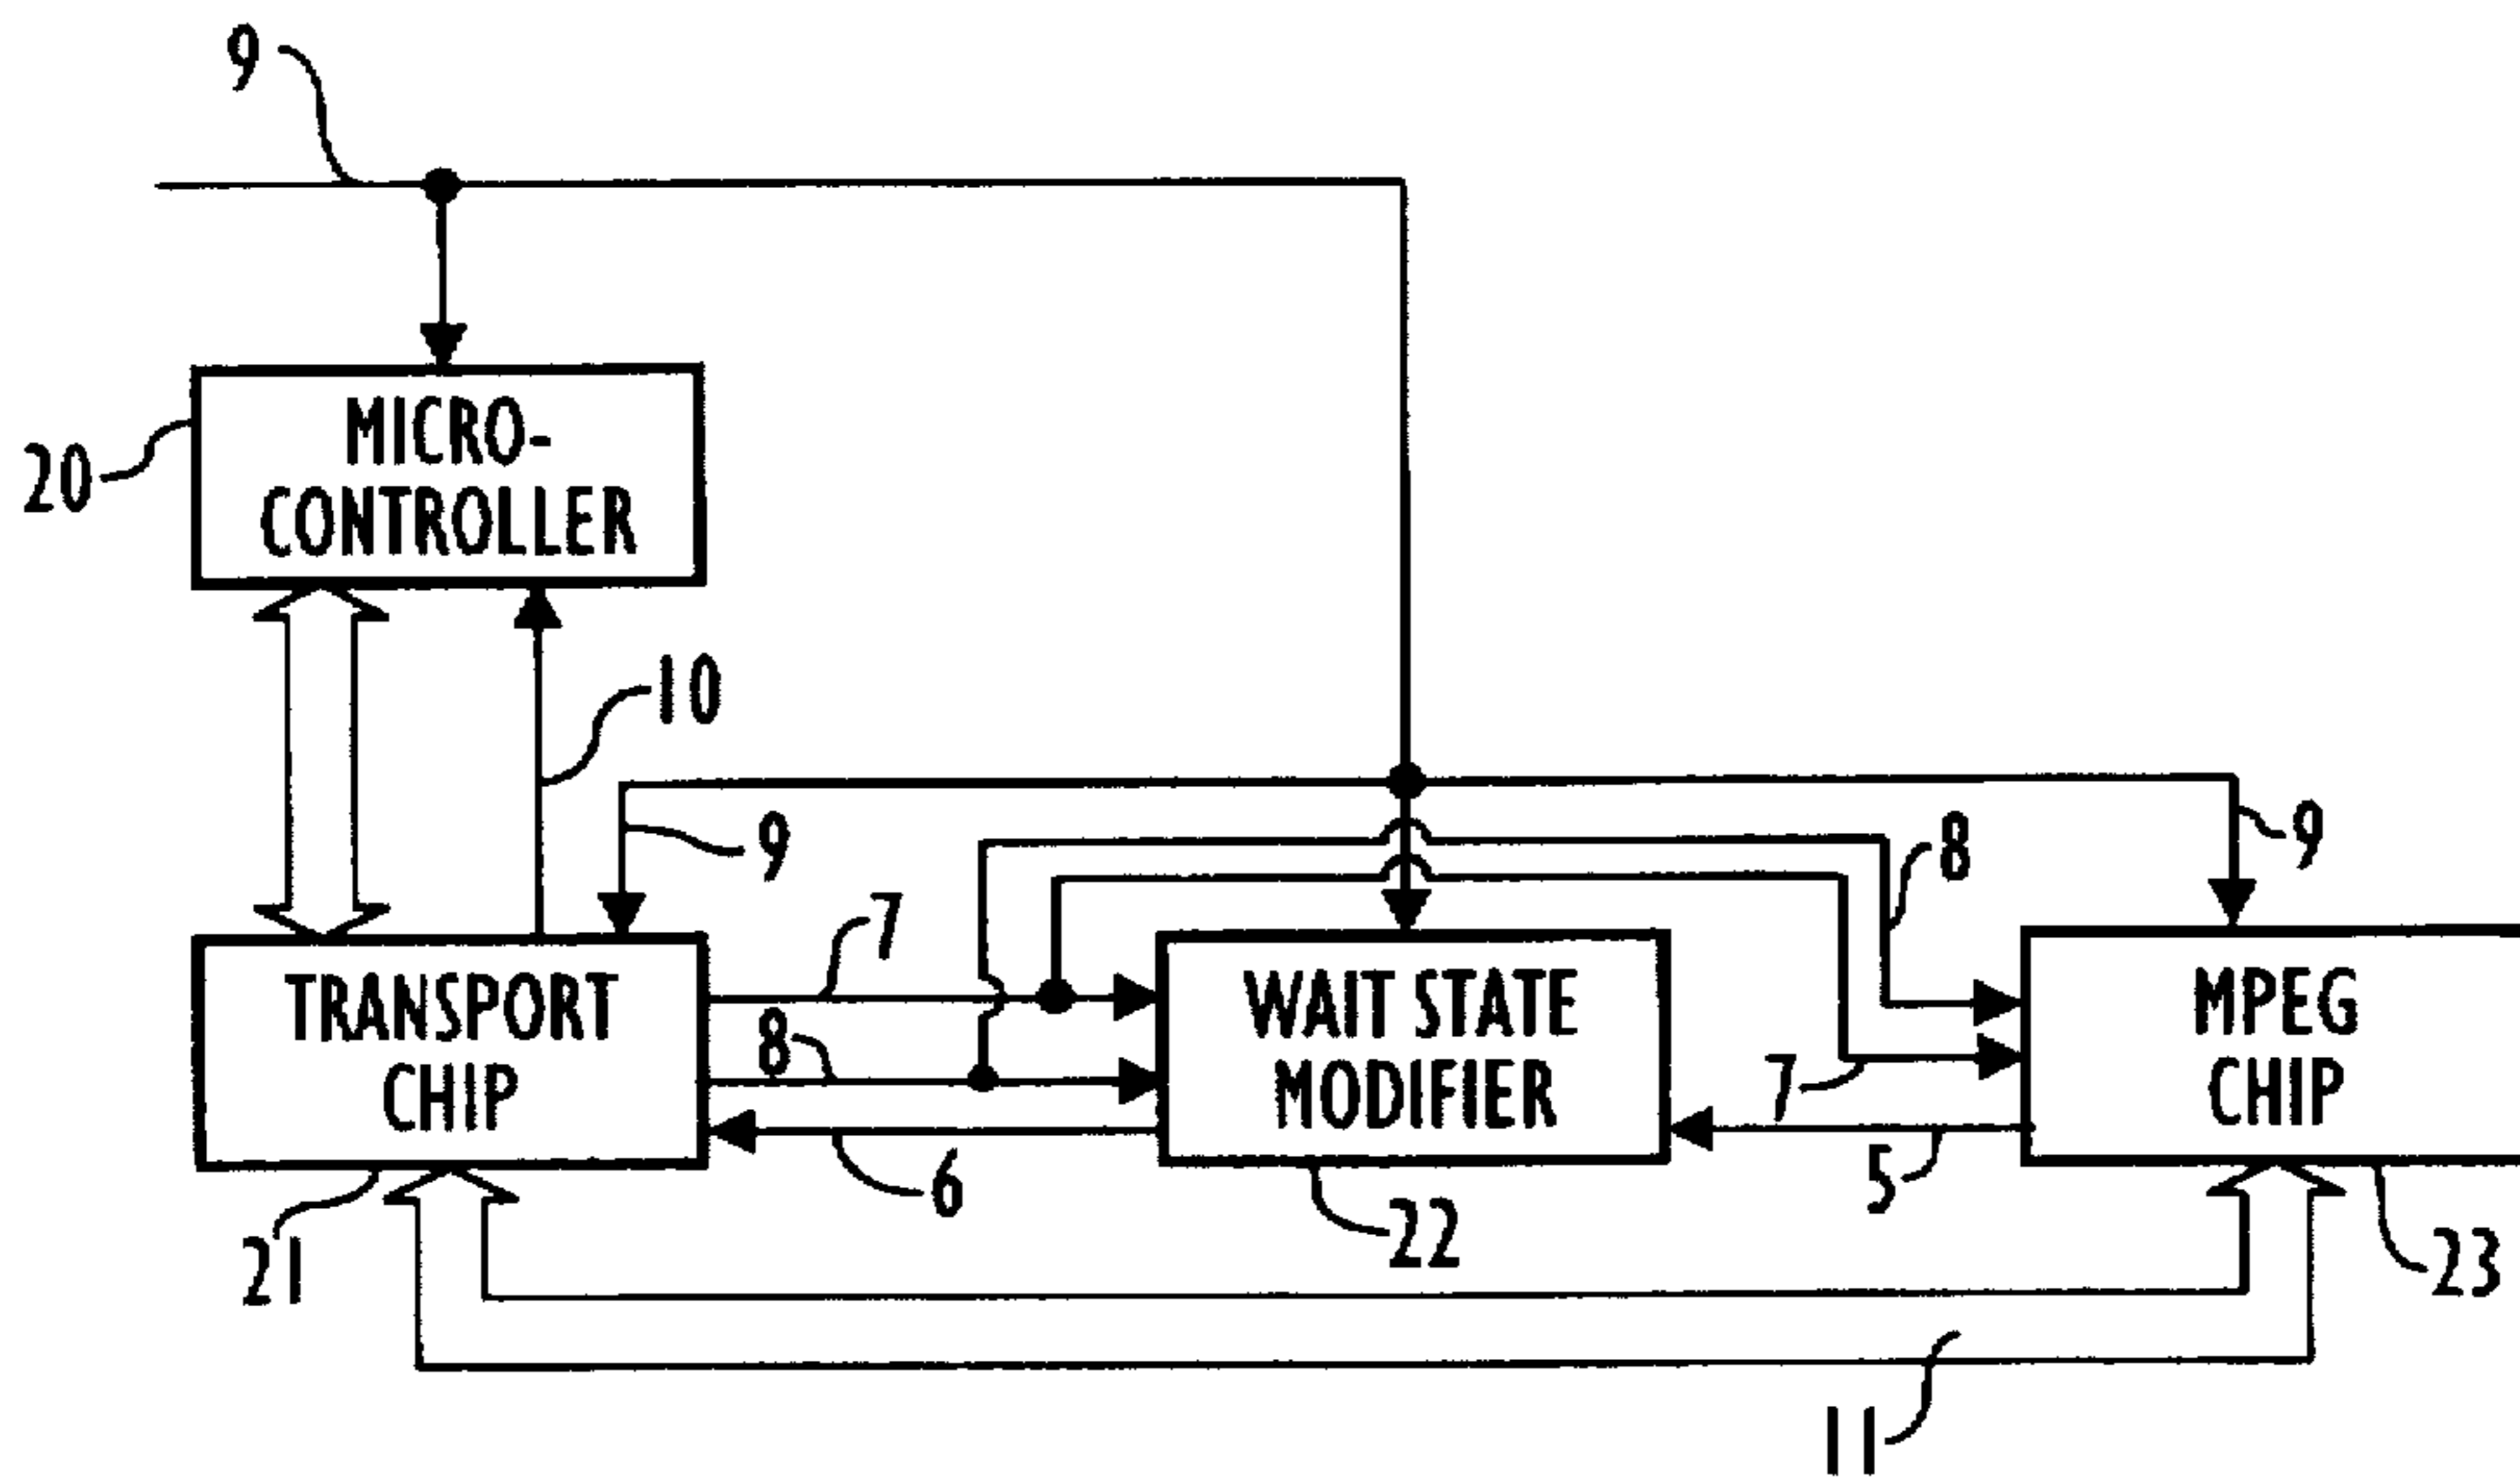 9
MICRO-
CONTROLLER
20
10
9
9
8
7
8
7
TRANSPORT
CHIP
WAIT STATE
MODIFIER
MPEG
CHIP
6
5
21
22
23
11